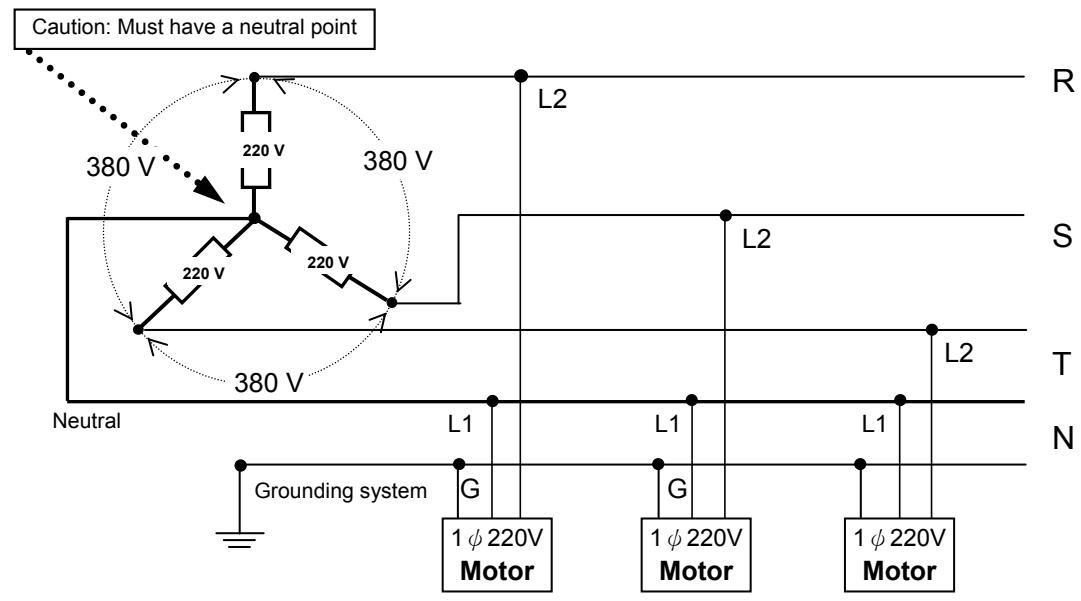 Caution: Must have a neutral point
R
L2
220 V
380 V
380 V
S
L2
220 V
220 V
L2
T
380 V
Neutral
L1
L1
L1
N
Grounding system
G
G
1 ϕ 220V
Motor
1 ϕ 220V
Motor
1 ϕ 220V
Motor